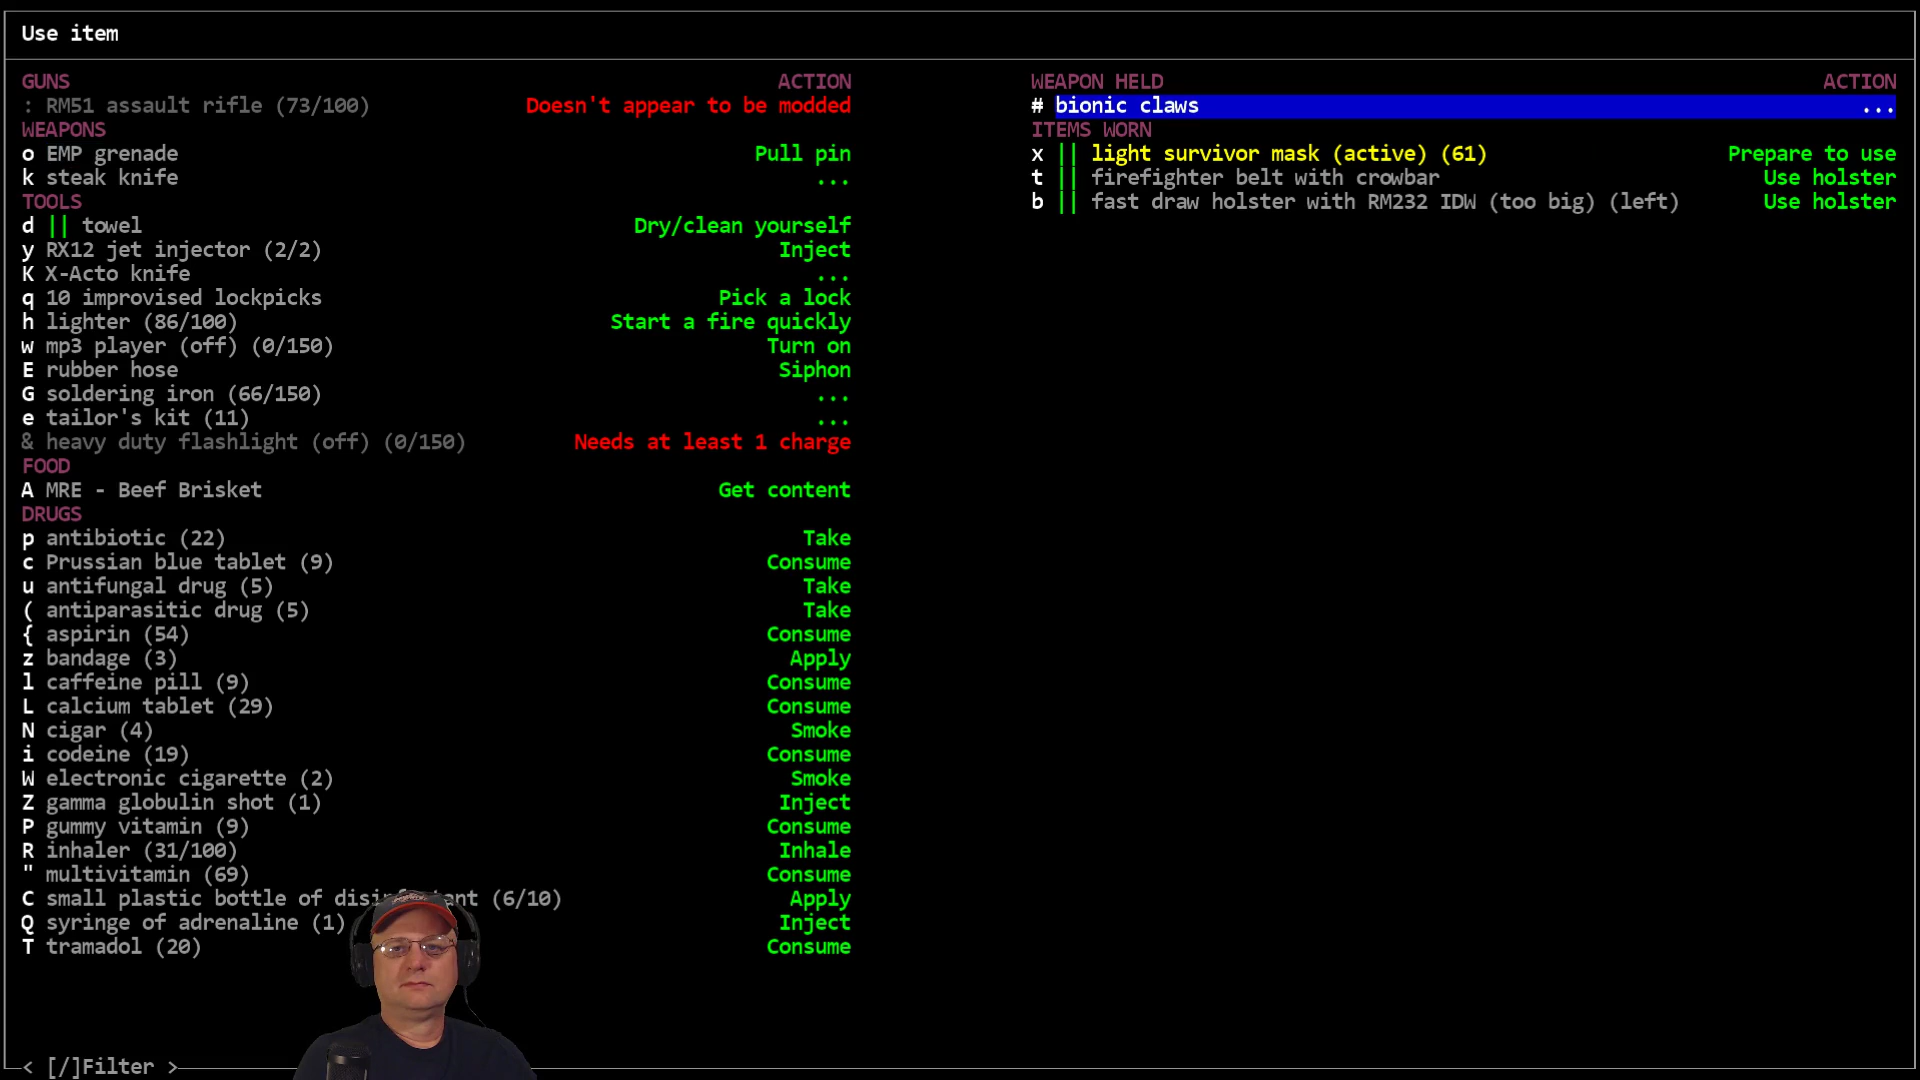 Use item
GUNS ACTION
: RM51 assault rifle (73/100) Doesn't appear to be modded
WEAPONS
o EMP grenade Pull pin
k steak knife ...
TOOLS
d || towel Dry/clean yourself
y RX12 jet injector (2/2) Inject
K X-Acto knife ...
q 10 improvised lockpicks Pick a lock
h lighter (86/100) Start a fire quickly
w mp3 player (off) (0/150) Turn on
E rubber hose Siphon
G soldering iron (66/150) ...
e tailor's kit (11) ...
& heavy duty flashlight (off) (0/150) Needs at least 1 charge
FOOD
A MRE - Beef Brisket Get content
DRUGS
p antibiotic (22) Take
c Prussian blue tablet (9) Consume
u antifungal drug (5) Take
( antiparasitic drug (5) Take
{ aspirin (54) Consume
z bandage (3) Apply
l caffeine pill (9) Consume
L calcium tablet (29) Consume
N cigar (4) Smoke
i codeine (19) Consume
W electronic cigarette (2) Smoke
Z gamma globulin shot (1) Inject
P gummy vitamin (9) Consume
R inhaler (31/100) Inhale
" multivitamin (69) Consume
C small plastic bottle of (6/10) Apply
Q syringe of adrenaline (1) Inject
T tramadol (20) Consume
WEAPON HELD ACTION
# bionic claws ...
ITEMS WORN
x || light survivor mask (active) (61) Prepare to use
t || firefighter belt with crowbar Use holster
b || fast draw holster with RM232 IDW (too big) (left) Use holster
< [/]Filter >